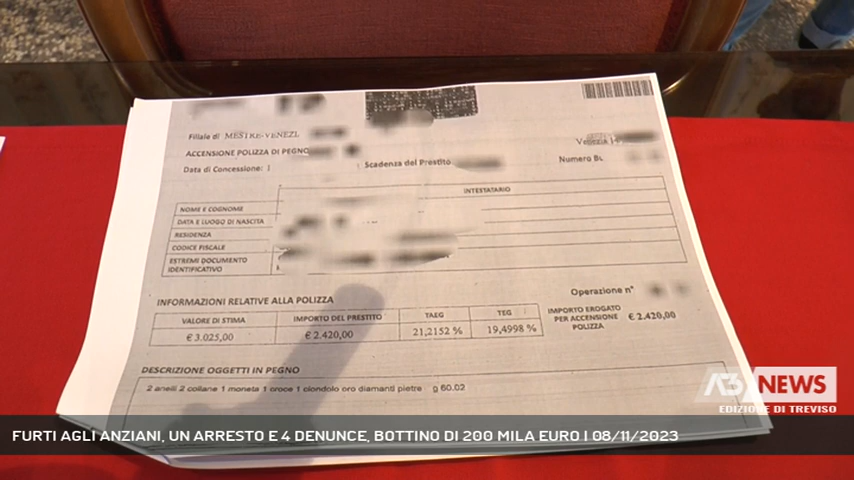 Filiale di MESTRE-VENEZI
Venezia
ACCENSIONE POLIZZA DI PEGNO
Data di Concessione: Scadenza del Prestito Numero
INTESTATARIO
NOME E COGNOME
DATA E LUOGO DI NASCITA
RESIDENZA
CODICE FISCALE
ESTREMI DOCUMENTO
IDENTIFICATIVO
Operazione n°
INFORMAZIONI RELATIVE ALLA POLIZZA
VALORE DI STIMA IMPORTO DEL PRESTITO TAEG TEG
€ 3.025,00 € 2.420,00 21,2152 % 19,4998 %
IMPORTO EROGATO
PER ACCENSIONE
POLIZZA
€ 2.420,00
DESCRIZIONE OGGETTI IN PEGNO
2 anelli 2 collane 1 moneta 1 croce 1 ciondolo oro diamanti pietre g 60.02
A3 NEWS
EDIZIONE DI TREVISO
FURTI AGLI ANZIANI, UN ARRESTO E 4 DENUNCE, BOTTINO DI 200 MILA EURO | 08/11/2023